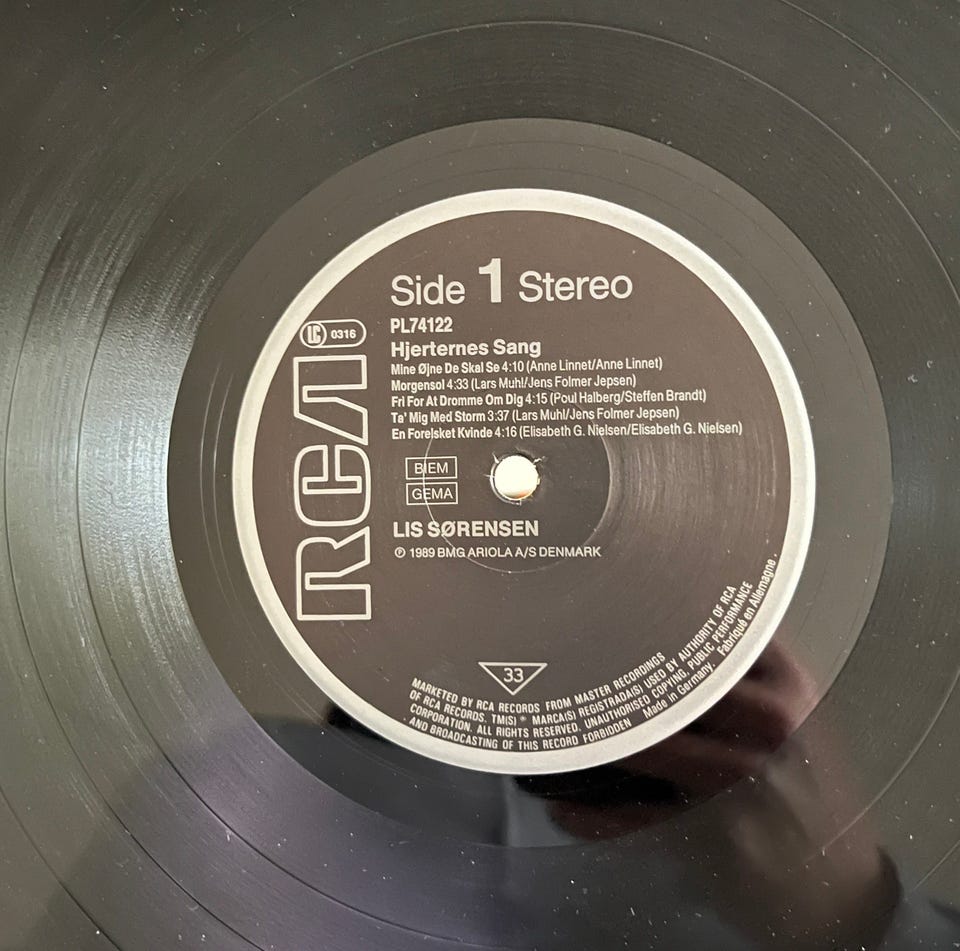 Side 1 Stereo
PL74122
LC 0316
Hjerternes Sang
Mine Øjne De Skal Se 4:10 (Anne Linnet/Anne Linnet)
Morgensol 4:33 (Lars Muhl/Jens Folmer Jepsen)
Fri For At Dromme Om Dig 4:15 (Poul Halberg/Steffen Brandt)
Ta' Mig Med Storm 3:37 (Lars Muhl/Jens Folmer Jepsen)
En Forelsket Kvinde 4:16 (Elisabeth G. Nielsen/Elisabeth G. Nielsen)
RCA
BIEM
GEMA
LIS SØRENSEN
℗ 1989 BMG ARIOLA A/S DENMARK
33
MARKETED BY RCA RECORDS FROM MASTER RECORDINGS
OF RCA RECORDS. TM(S) ® MARCA(S) REGISTRADA(S), USED BY AUTHORITY OF RCA
CORPORATION. ALL RIGHTS RESERVED. UNAUTHORISED COPYING, PUBLIC PERFORMANCE
AND BROADCASTING OF THIS RECORD FORBIDDEN Made in Germany. Fabriqué en Allemagne.